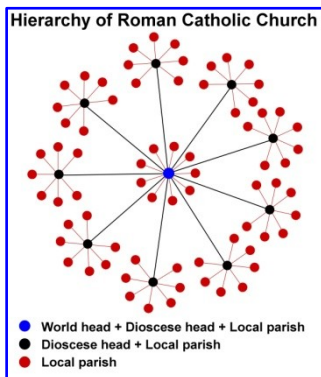 Hierarchy of Roman Catholic Church
World head + Dioscese head + Local parish
Dioscese head + Local parish
Local parish